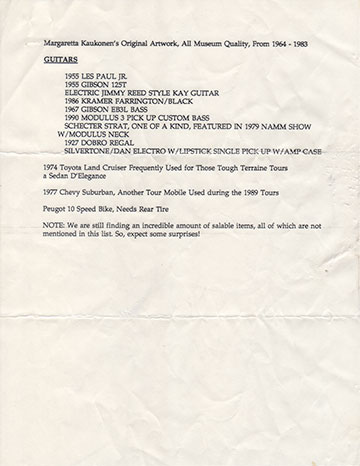 Margaretta Kaukonen's Original Artwork, All Museum Quality, From 1964 - 1983
GUITARS
1955 LES PAUL JR.
1955 GIBSON 125T
ELECTRIC JIMMY REED STYLE KAY GUITAR
1986 KRAMER FARRINGTON/BLACK
1967 GIBSON EB3L BASS
1990 MODULUS 3 PICK UP CUSTOM BASS
SCHECTER STRAT, ONE OF A KIND, FEATURED IN 1979 NAMM SHOW
W/MODULUS NECK
1927 DOBRO REGAL
SILVERTONE/DAN ELECTRO W/LIPSTICK SINGLE PICK UP W/AMP CASE
1974 Toyota Land Cruiser Frequently Used for Those Tough Terraine Tours
a Sedan D'Elegance
1977 Chevy Suburban, Another Tour Mobile Used during the 1989 Tours
Peugot 10 Speed Bike, Needs Rear Tire
NOTE: We are still finding an incredible amount of salable items, all of which are not
mentioned in this list. So, expect some surprises!